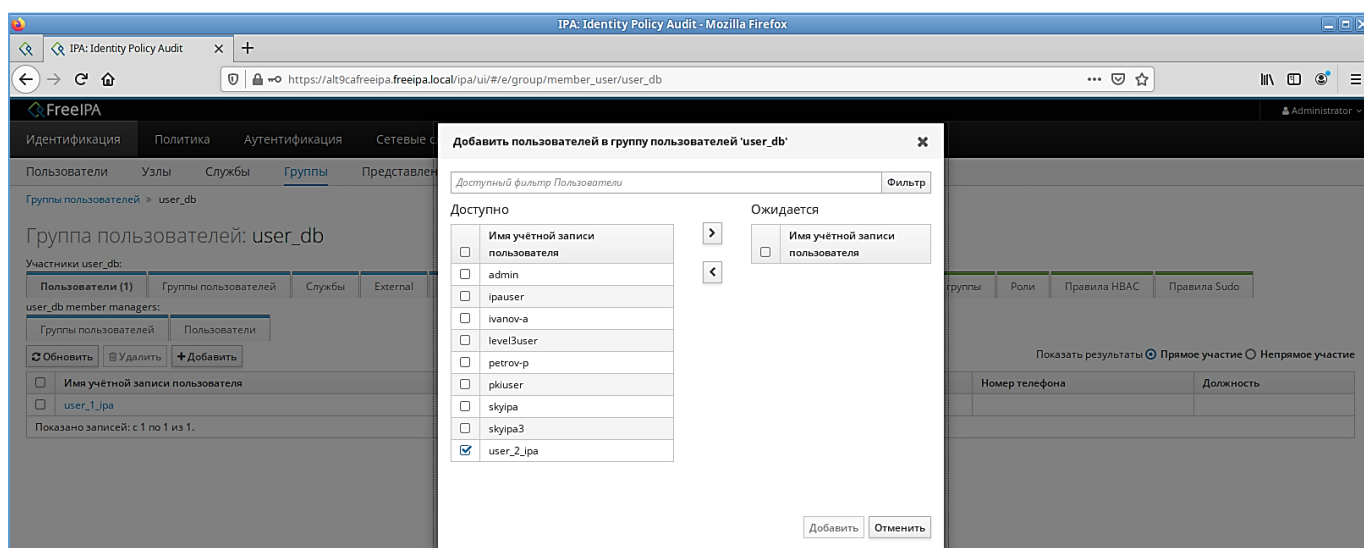 IPA: Identity Policy Audit - Mozilla Firefox
IPA: Identity Policy Audit
https://alt9cafreeipa.freeipa.local/ipa/ui/#/e/group/member_user/user_db
FreeIPA
Administrator
Идентификация Политика Аутентификация Сетевые с
Пользователи Узлы Службы Группы Представлен
Группы пользователей » user_db
Группа пользователей: user_db
Участники user_db:
Пользователи (1) Группы пользователей Службы External
группы Роли Правила HBAC Правила Sudo
user_db member managers:
Группы пользователей Пользователи
Обновить Удалить Добавить
Показать результаты Прямое участие Непрямое участие
Имя учётной записи пользователя Номер телефона Должность
user_1_ipa
Показано записей: с 1 по 1 из 1.
Добавить пользователей в группу пользователей 'user_db'
Доступный фильтр Пользователи Фильтр
Доступно
Имя учётной записи
пользователя
admin
ipauser
ivanov-a
level3user
petrov-p
pkiuser
skyipa
skyipa3
user_2_ipa
Ожидается
Имя учётной записи
пользователя
Добавить Отменить